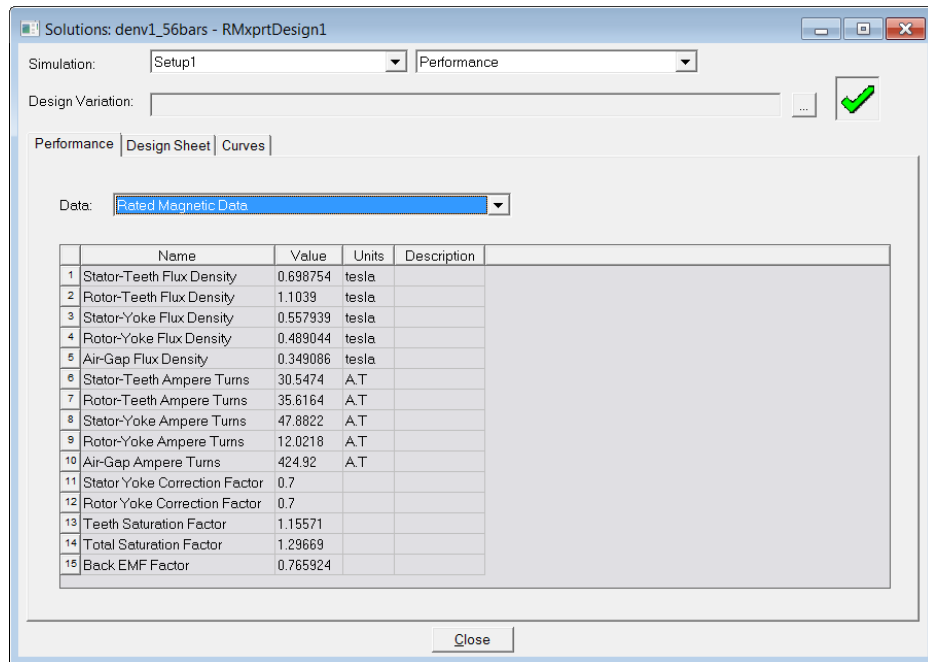 Solutions: denv1_56bars - RMxprtDesign1
Simulation: Setup1 Performance
Design Variation: ...
Performance Design Sheet Curves
Data: Rated Magnetic Data
Name Value Units Description
1 Stator-Teeth Flux Density 0.698754 tesla
2 Rotor-Teeth Flux Density 1.1039 tesla
3 Stator-Yoke Flux Density 0.557939 tesla
4 Rotor-Yoke Flux Density 0.489044 tesla
5 Air-Gap Flux Density 0.349086 tesla
6 Stator-Teeth Ampere Turns 30.5474 A.T
7 Rotor-Teeth Ampere Turns 35.6164 A.T
8 Stator-Yoke Ampere Turns 47.8822 A.T
9 Rotor-Yoke Ampere Turns 12.0218 A.T
10 Air-Gap Ampere Turns 424.92 A.T
11 Stator Yoke Correction Factor 0.7
12 Rotor Yoke Correction Factor 0.7
13 Teeth Saturation Factor 1.15571
14 Total Saturation Factor 1.29669
15 Back EMF Factor 0.765924
Close